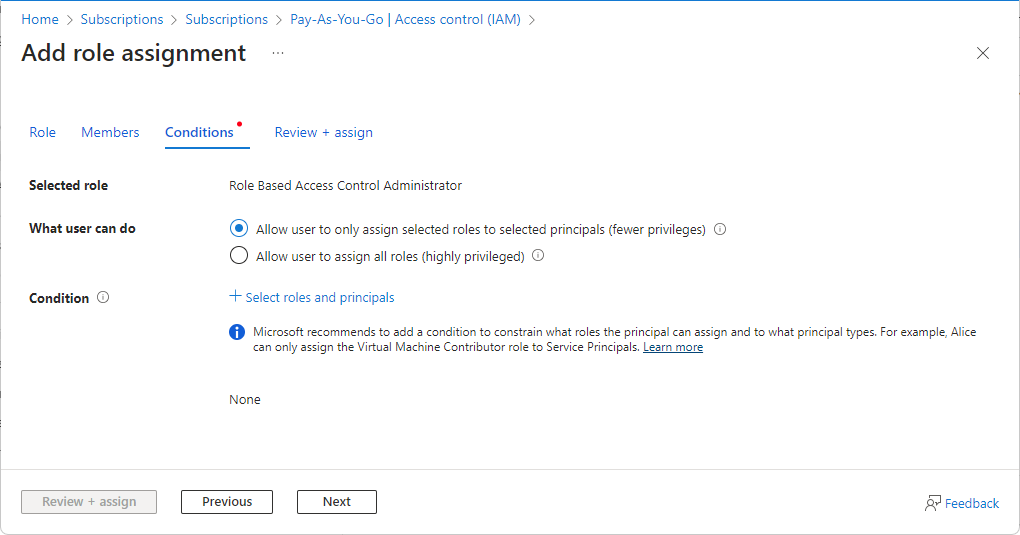 Home > Subscriptions > Subscriptions > Pay-As-You-Go | Access control (IAM) >
Add role assignment ...
Role Members Conditions Review + assign
Selected role Role Based Access Control Administrator
What user can do Allow user to only assign selected roles to selected principals (fewer privileges)
Allow user to assign all roles (highly privileged)
Condition + Select roles and principals
Microsoft recommends to add a condition to constrain what roles the principal can assign and to what principal types. For example, Alice
can only assign the Virtual Machine Contributor role to Service Principals. Learn more
None
Review + assign Previous Next Feedback